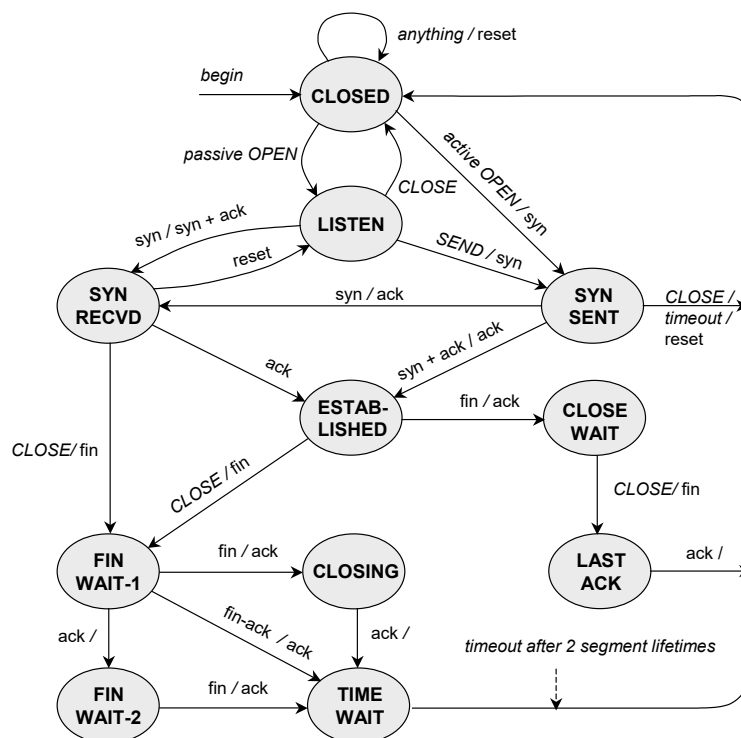 anything / reset
begin
CLOSED
passive OPEN
CLOSE
active OPEN / syn
LISTEN
syn / syn + ack
reset
SEND / syn
SYN
RECVD
syn / ack
SYN
SENT
CLOSE /
timeout /
reset
ack
syn + ack / ack
ESTAB-
LISHED
fin / ack
CLOSE
WAIT
CLOSE/ fin
CLOSE / fin
CLOSE/ fin
FIN
WAIT-1
fin / ack
CLOSING
LAST
ACK
ack /
ack /
fin-ack / ack
ack /
timeout after 2 segment lifetimes
FIN
WAIT-2
fin / ack
TIME
WAIT